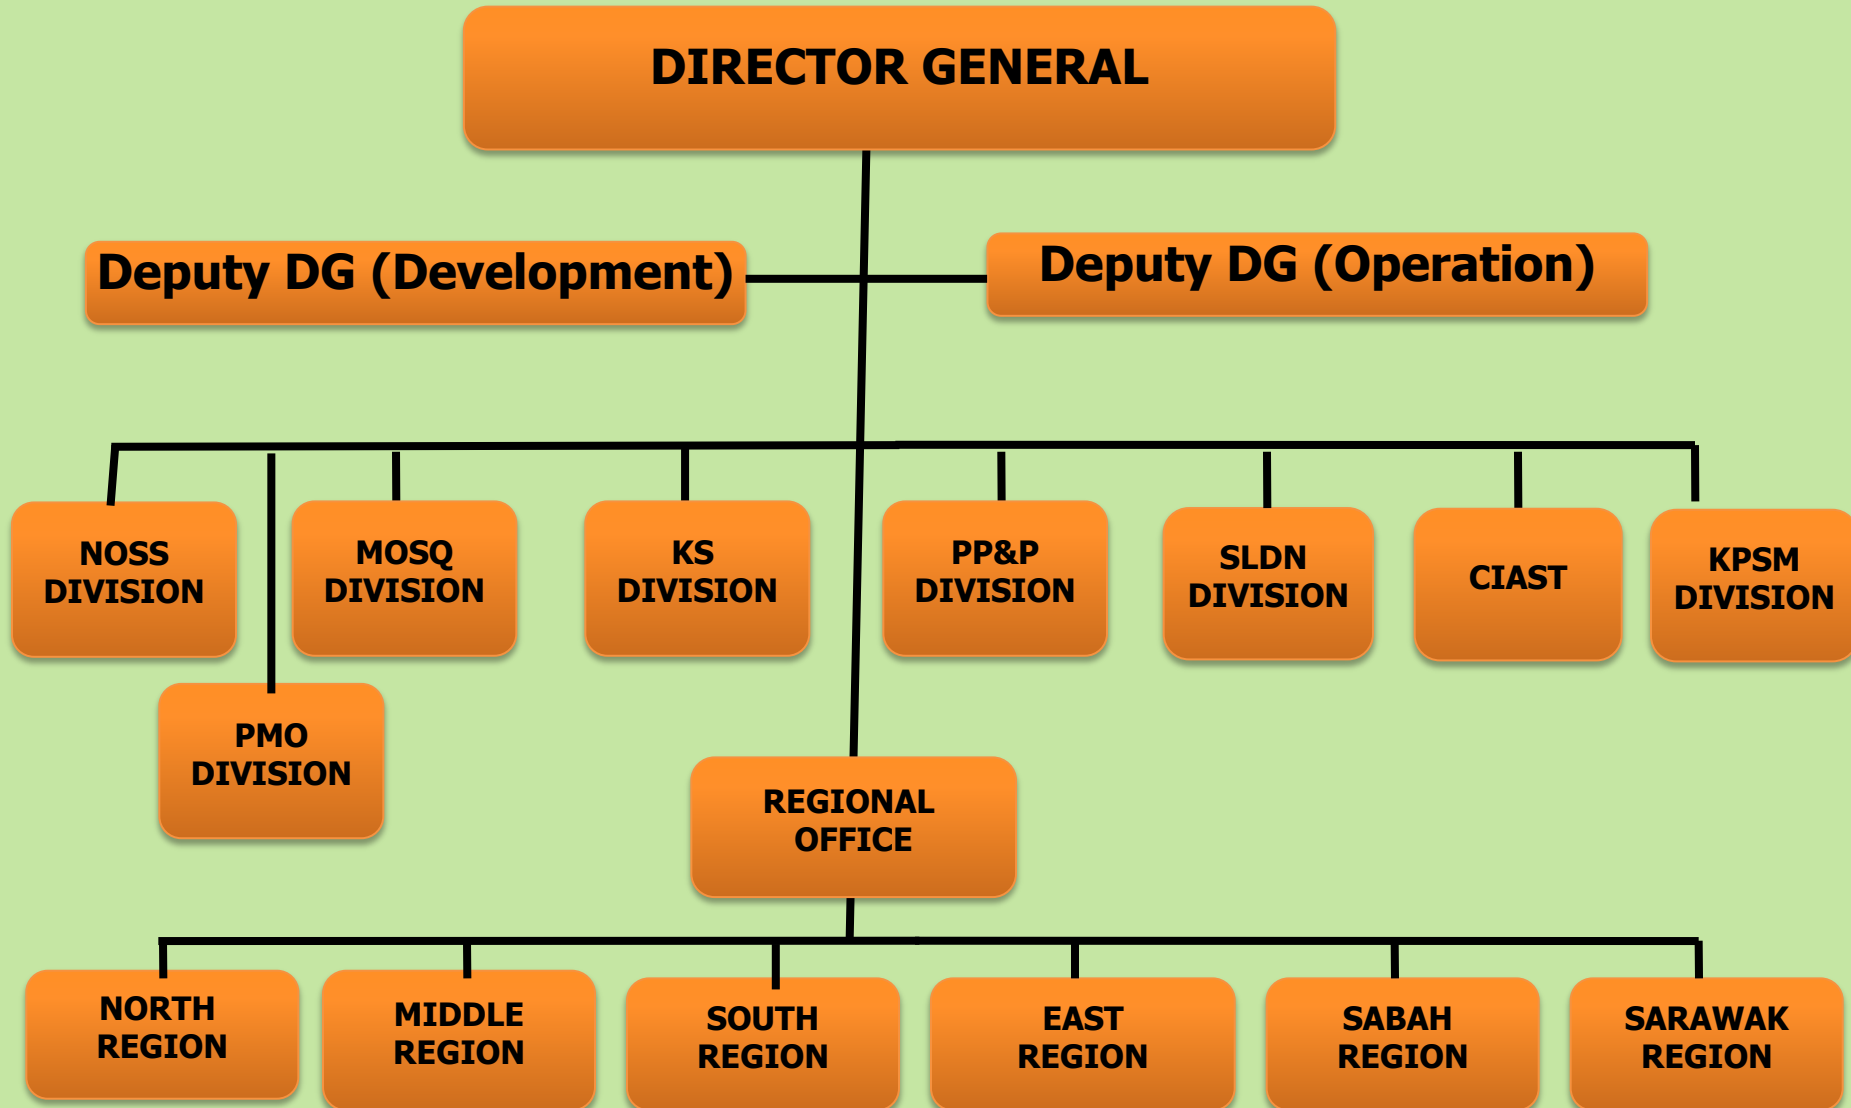 DIRECTOR GENERAL
Deputy DG (Development)
Deputy DG (Operation)
NOSS
DIVISION
MOSQ
DIVISION
KS
DIVISION
PP&P
DIVISION
SLDN
DIVISION
CIAST
KPSM
DIVISION
PMO
DIVISION
REGIONAL
OFFICE
NORTH
REGION
MIDDLE
REGION
SOUTH
REGION
EAST
REGION
SABAH
REGION
SARAWAK
REGION